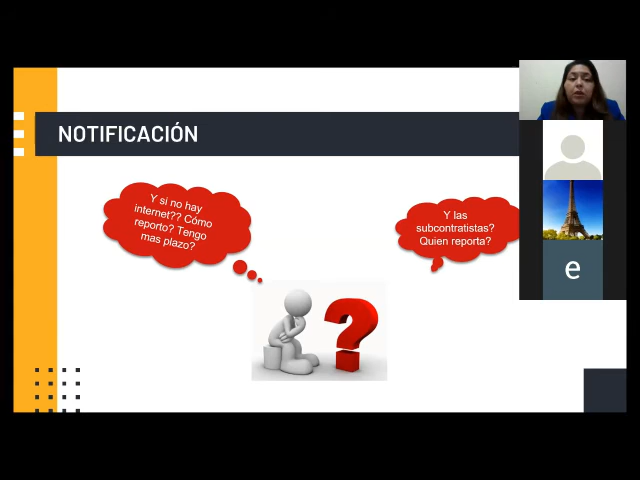 NOTIFICACIÓN
Y si no hay
internet?? Cómo
reporto? Tengo
mas plazo?
Y las
subcontratistas?
Quien reporta?
e